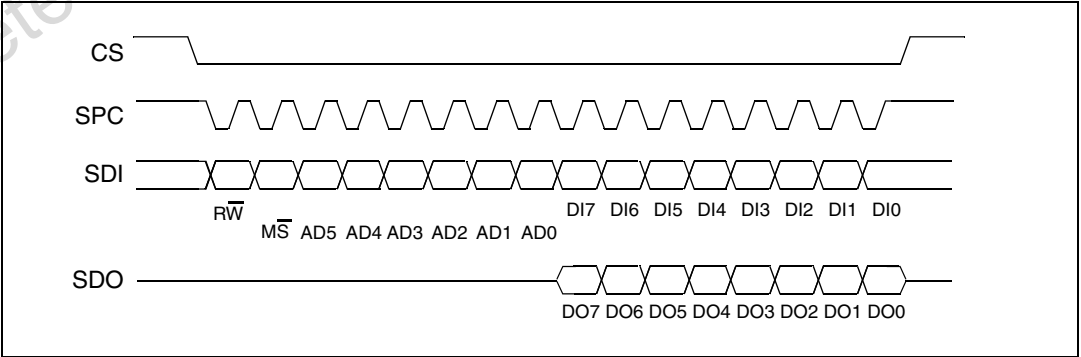 CS
SPC
SDI
RW̅ DI7 DI6 DI5 DI4 DI3 DI2 DI1 DI0
MS̅ AD5 AD4 AD3 AD2 AD1 AD0
SDO
DO7 DO6 DO5 DO4 DO3 DO2 DO1 DO0